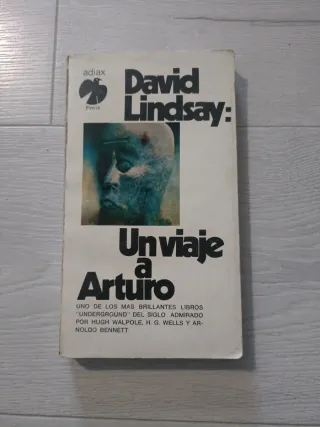 adiax
Fénix
David
Lindsay:
Un viaje
a
Arturo
UNO DE LOS MAS BRILLANTES LIBROS
"UNDERGROUND" DEL SIGLO ADMIRADO
POR HUGH WALPOLE, H. G. WELLS Y AR-
NOLDO BENNETT